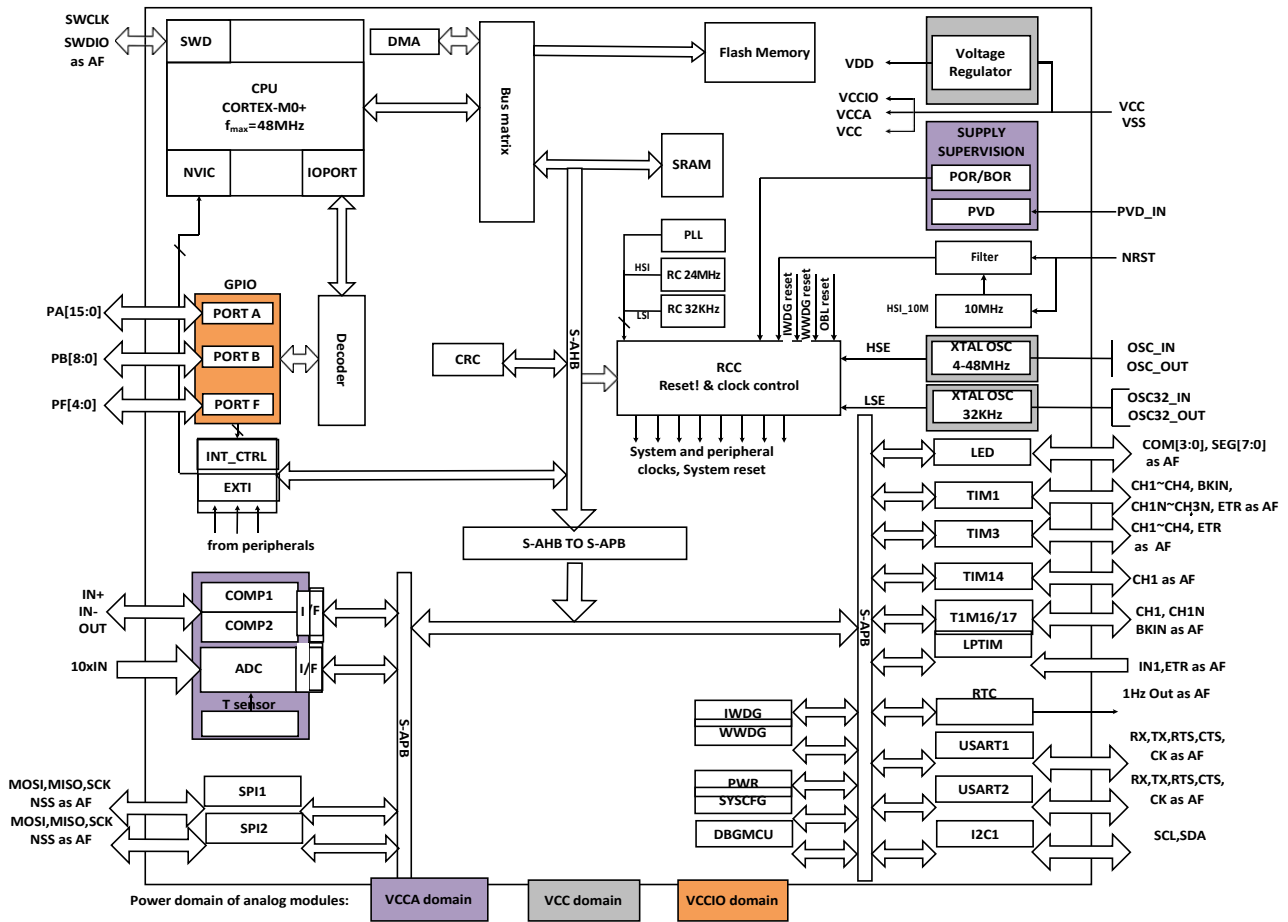 SWCLK
SWDIO
as AF
SWD
CPU
CORTEX-M0+
fmax=48MHz
NVIC
IOPORT
DMA
Bus matrix
Flash Memory
SRAM
VDD
VCCIO
VCCA
VCC
Voltage
Regulator
VCC
VSS
SUPPLY
SUPERVISION
POR/BOR
PVD
PVD_IN
Filter
NRST
HSI_10M
10MHz
PLL
HSI
RC 24MHz
LSI
RC 32KHz
IWDG reset
WWDG reset
OBL reset
GPIO
PA[15:0]
PORT A
PB[8:0]
PORT B
PF[4:0]
PORT F
Decoder
CRC
S-AHB
RCC
Reset! & clock control
HSE
XTAL OSC
4-48MHz
OSC_IN
OSC_OUT
LSE
XTAL OSC
32KHz
OSC32_IN
OSC32_OUT
System and peripheral
clocks, System reset
INT_CTRL
EXTI
from peripherals
S-AHB TO S-APB
LED
COM[3:0], SEG[7:0]
as AF
TIM1
CH1~CH4, BKIN,
CH1N~CH3N, ETR as AF
TIM3
CH1~CH4, ETR
as AF
TIM14
CH1 as AF
T1M16/17
CH1, CH1N
BKIN as AF
LPTIM
IN1,ETR as AF
RTC
1Hz Out as AF
USART1
RX,TX,RTS,CTS,
CK as AF
USART2
RX,TX,RTS,CTS,
CK as AF
I2C1
SCL,SDA
S-APB
IN+
IN-
OUT
COMP1
COMP2
I/F
10xIN
ADC
I/F
T sensor
S-APB
IWDG
WWDG
PWR
SYSCFG
DBGMCU
MOSI,MISO,SCK
NSS as AF
MOSI,MISO,SCK
NSS as AF
SPI1
SPI2
Power domain of analog modules:
VCCA domain
VCC domain
VCCIO domain